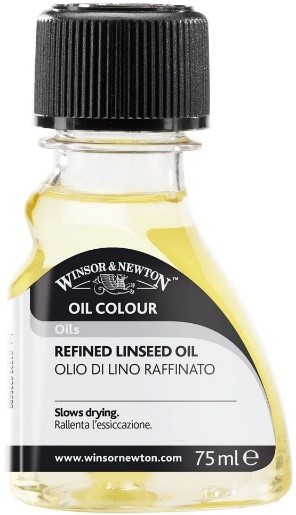 WINSOR & NEWTON™
OIL COLOUR
Oils
REFINED LINSEED OIL
OLIO DI LINO RAFFINATO
Slows drying.
Rallenta l'essiccazione.
www.winsornewton.com 75 ml ℮